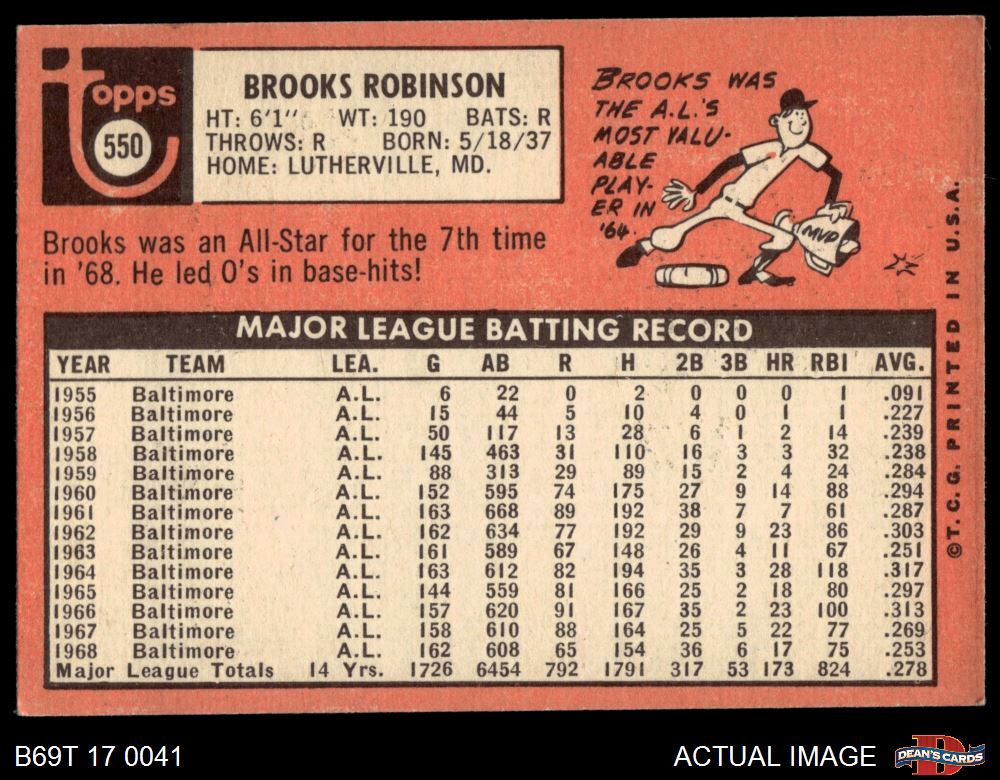 Topps
550
BROOKS ROBINSON
HT: 6'1" WT: 190 BATS: R
THROWS: R BORN: 5/18/37
HOME: LUTHERVILLE, MD.
BROOKS WAS
THE A.L.'S
MOST VALU-
ABLE
PLAY-
ER IN
'64.
MVP
Brooks was an All-Star for the 7th time
in '68. He led O's in base-hits!
MAJOR LEAGUE BATTING RECORD
YEAR TEAM LEA. G AB R H 2B 3B HR RBI AVG.
1955 Baltimore A.L. 6 22 0 2 0 0 0 1 .091
1956 Baltimore A.L. 15 44 5 10 4 0 1 1 .227
1957 Baltimore A.L. 50 117 13 28 6 1 2 14 .239
1958 Baltimore A.L. 145 463 31 110 16 3 3 32 .238
1959 Baltimore A.L. 88 313 29 89 15 2 4 24 .284
1960 Baltimore A.L. 152 595 74 175 27 9 14 88 .294
1961 Baltimore A.L. 163 668 89 192 38 7 7 61 .287
1962 Baltimore A.L. 162 634 77 192 29 9 23 86 .303
1963 Baltimore A.L. 161 589 67 148 26 4 11 67 .251
1964 Baltimore A.L. 163 612 82 194 35 3 28 118 .317
1965 Baltimore A.L. 144 559 81 166 25 2 18 80 .297
1966 Baltimore A.L. 157 620 91 167 35 2 23 100 .313
1967 Baltimore A.L. 158 610 88 164 25 5 22 77 .269
1968 Baltimore A.L. 162 608 65 154 36 6 17 75 .253
Major League Totals 14 Yrs. 1726 6454 792 1791 317 53 173 824 .278
©T.C.G. PRINTED IN U.S.A.
B69T 17 0041
ACTUAL IMAGE
D
DEAN'S CARDS